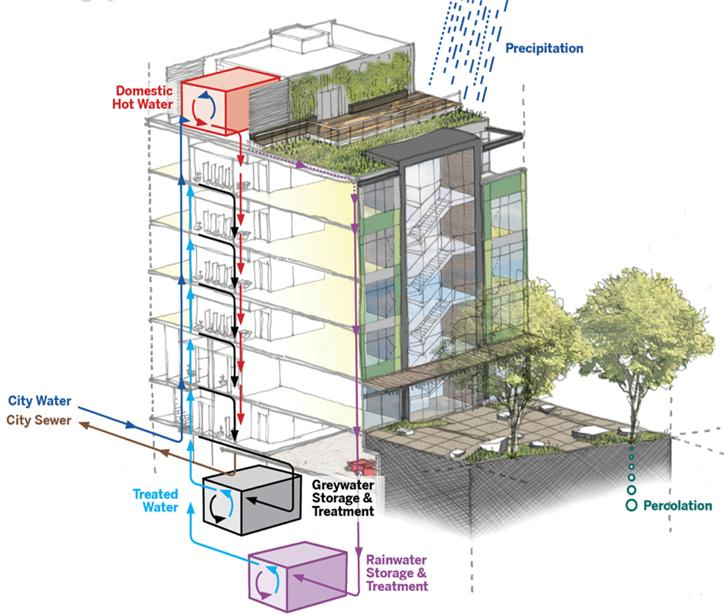 Precipitation
Domestic
Hot Water
City Water
City Sewer
Treated
Water
Greywater
Storage &
Treatment
Percolation
Rainwater
Storage &
Treatment